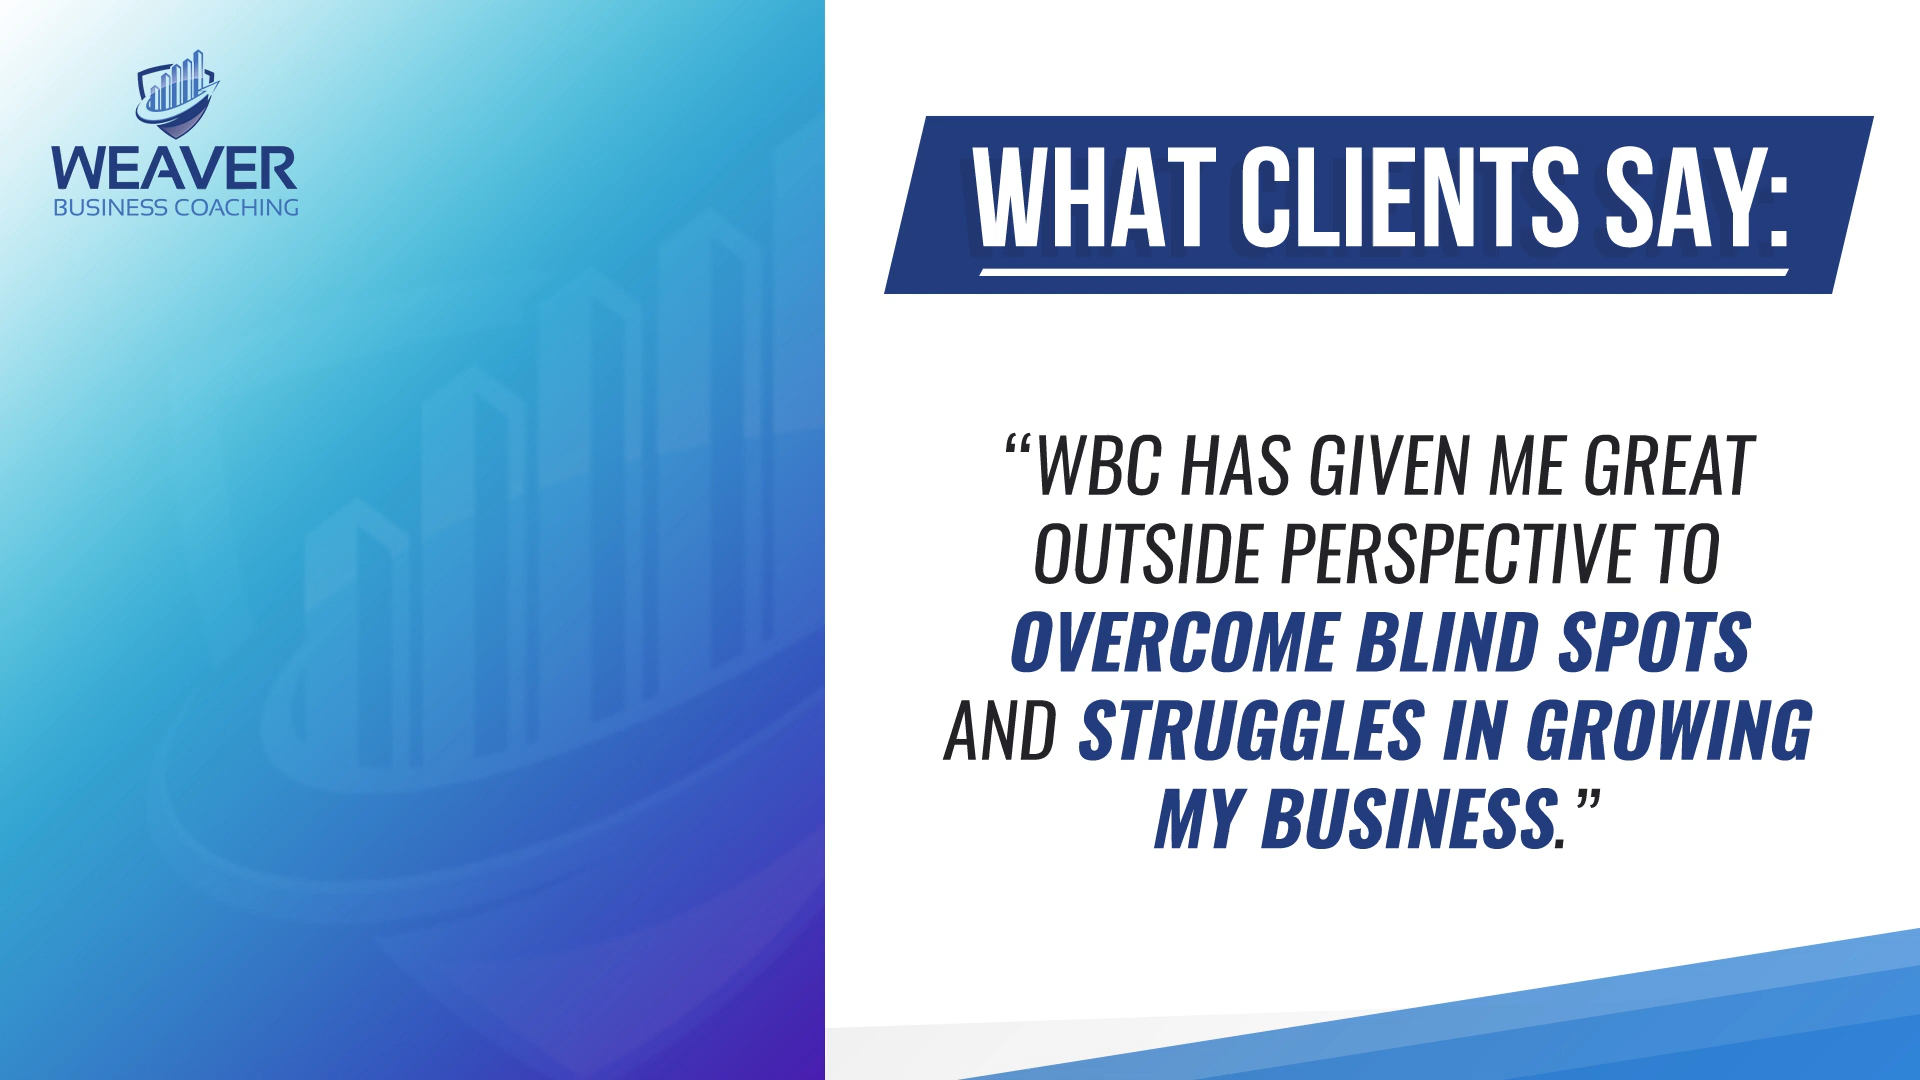 WEAVER
BUSINESS COACHING
WHAT CLIENTS SAY:
“WBC HAS GIVEN ME GREAT
OUTSIDE PERSPECTIVE TO
OVERCOME BLIND SPOTS
AND STRUGGLES IN GROWING
MY BUSINESS.”